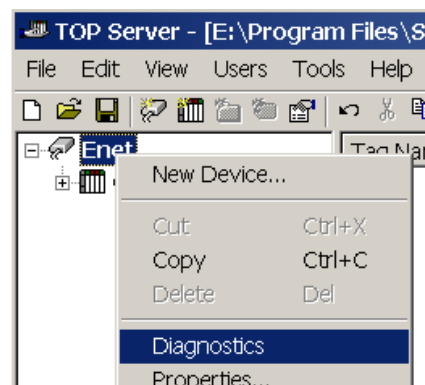 TOP Server - [E:\Program Files\S
File Edit View Users Tools Help
Enet
Tag Nar
New Device...
Cut Ctrl+X
Copy Ctrl+C
Delete Del
Diagnostics
Properties...